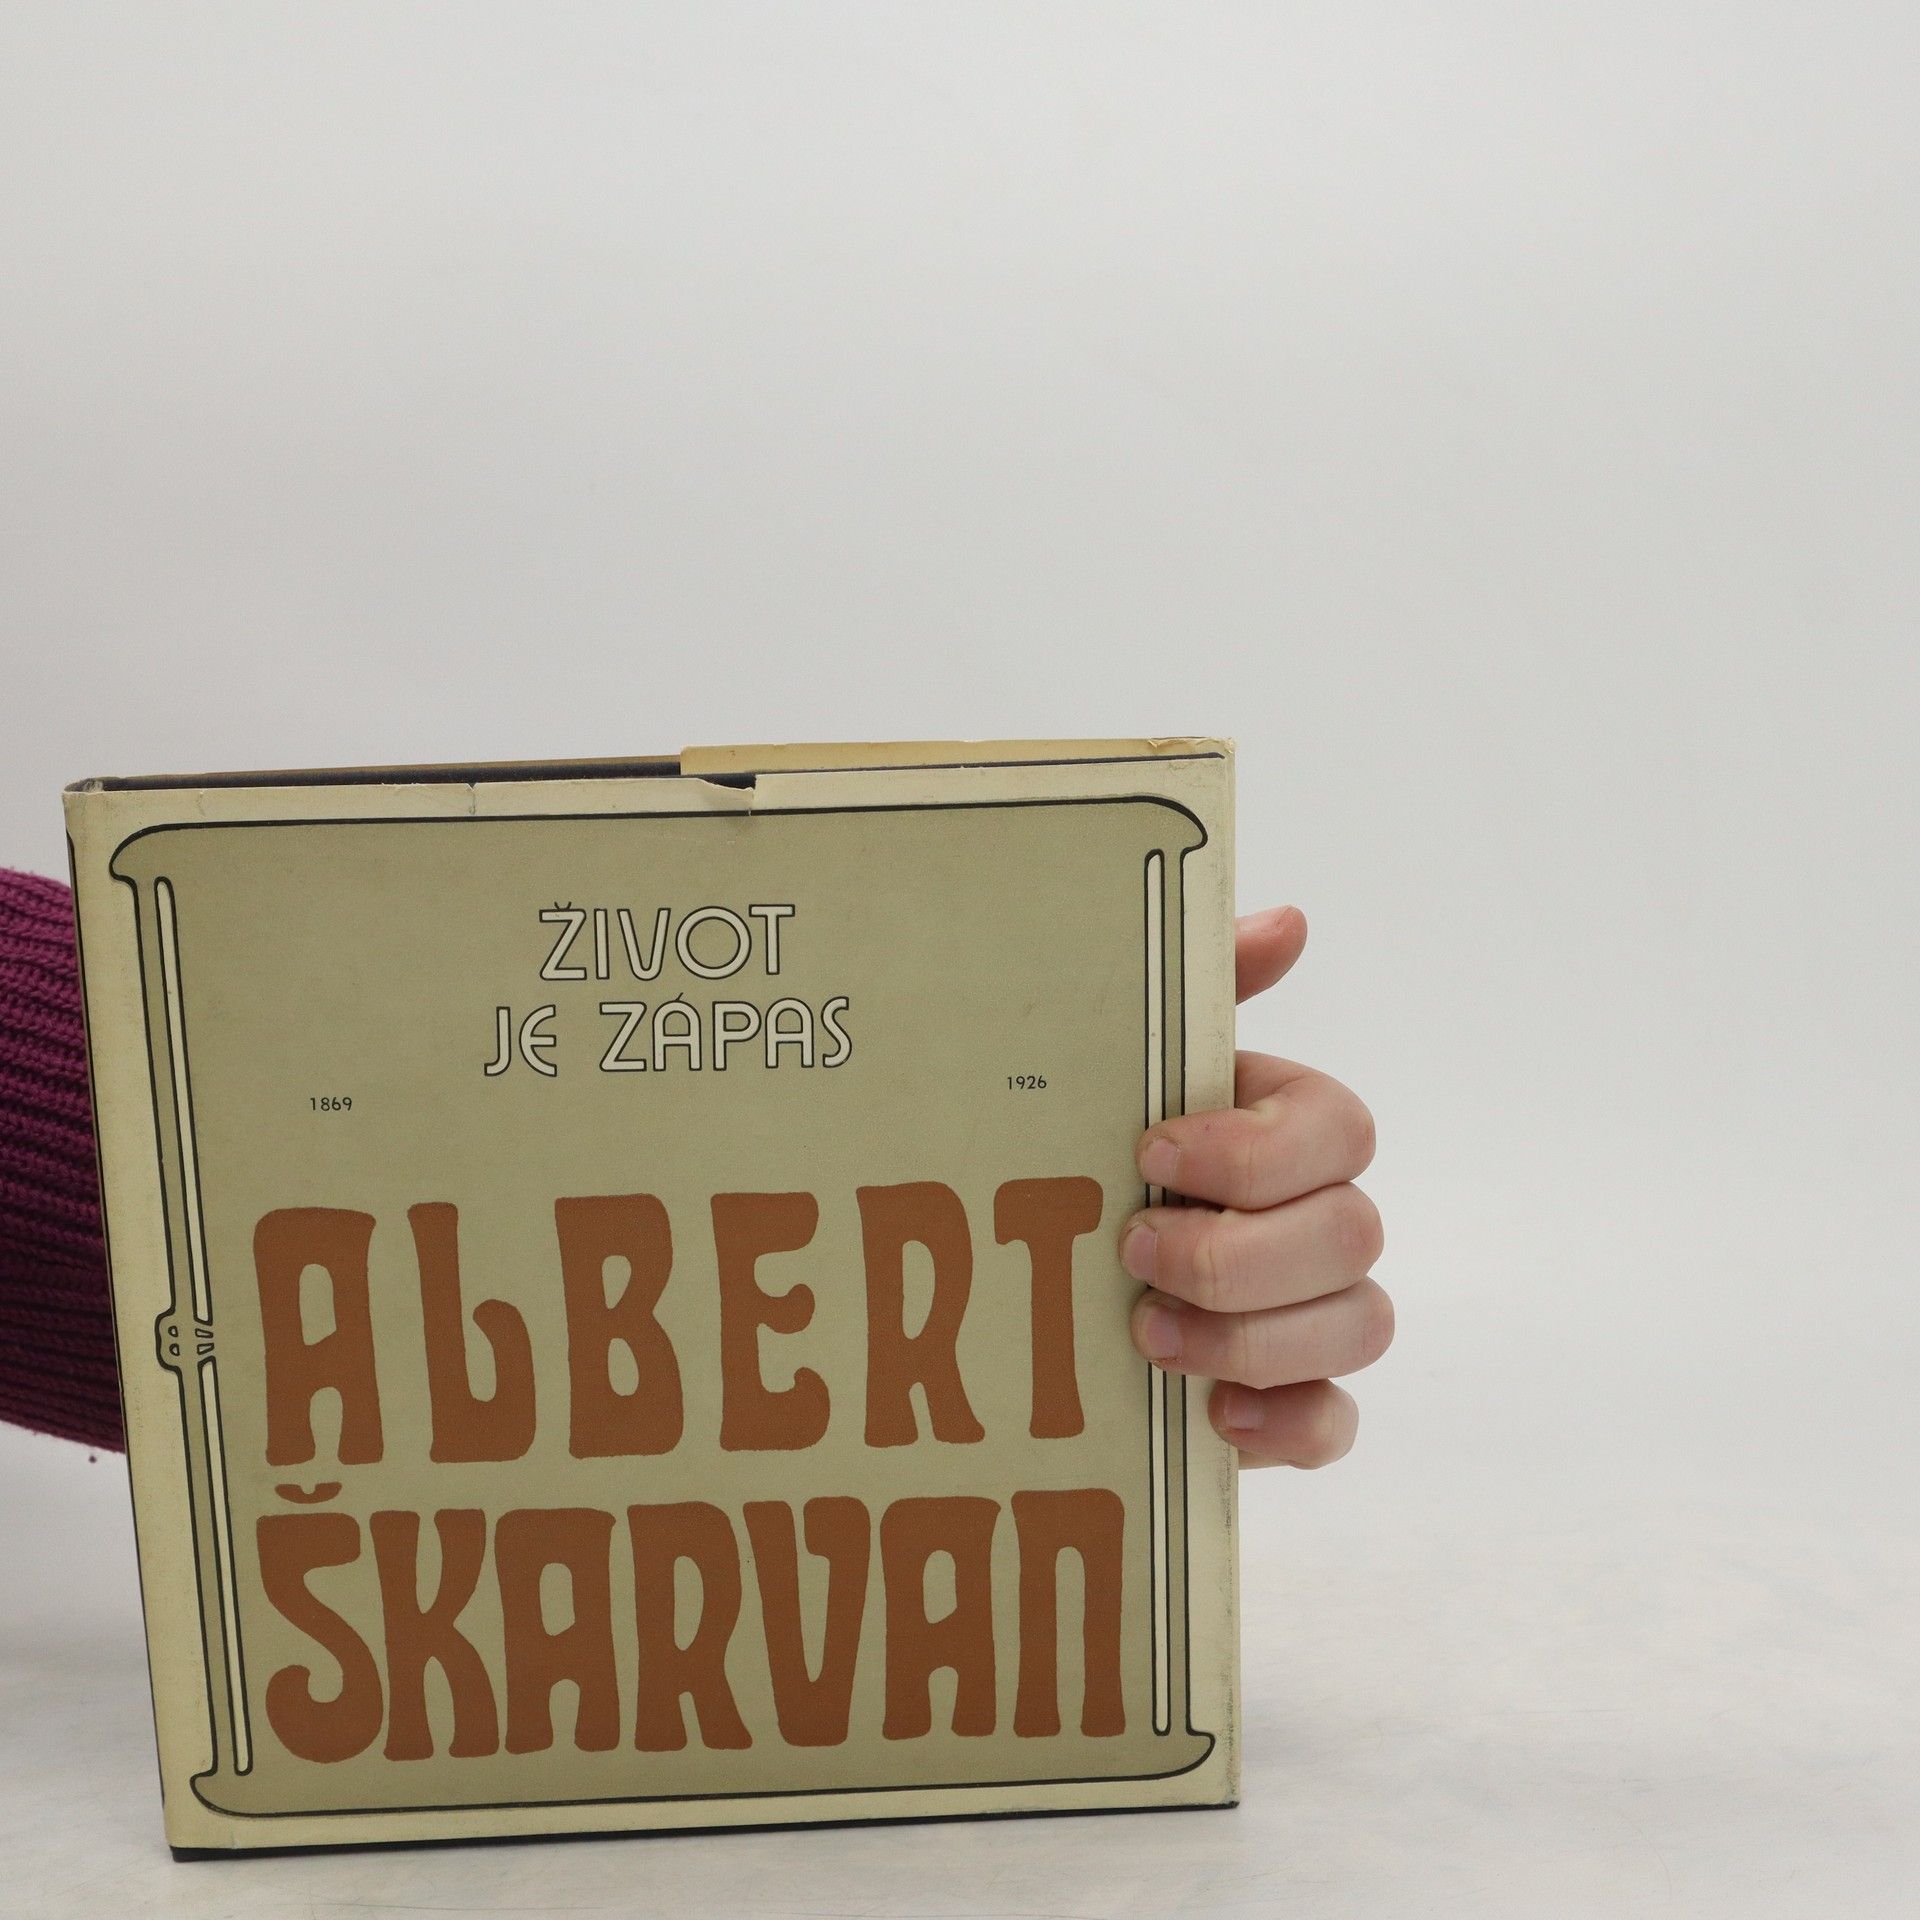 ŽIVOT
JE ZÁPAS
1869
1926
ALBERT
ŠKARVAN